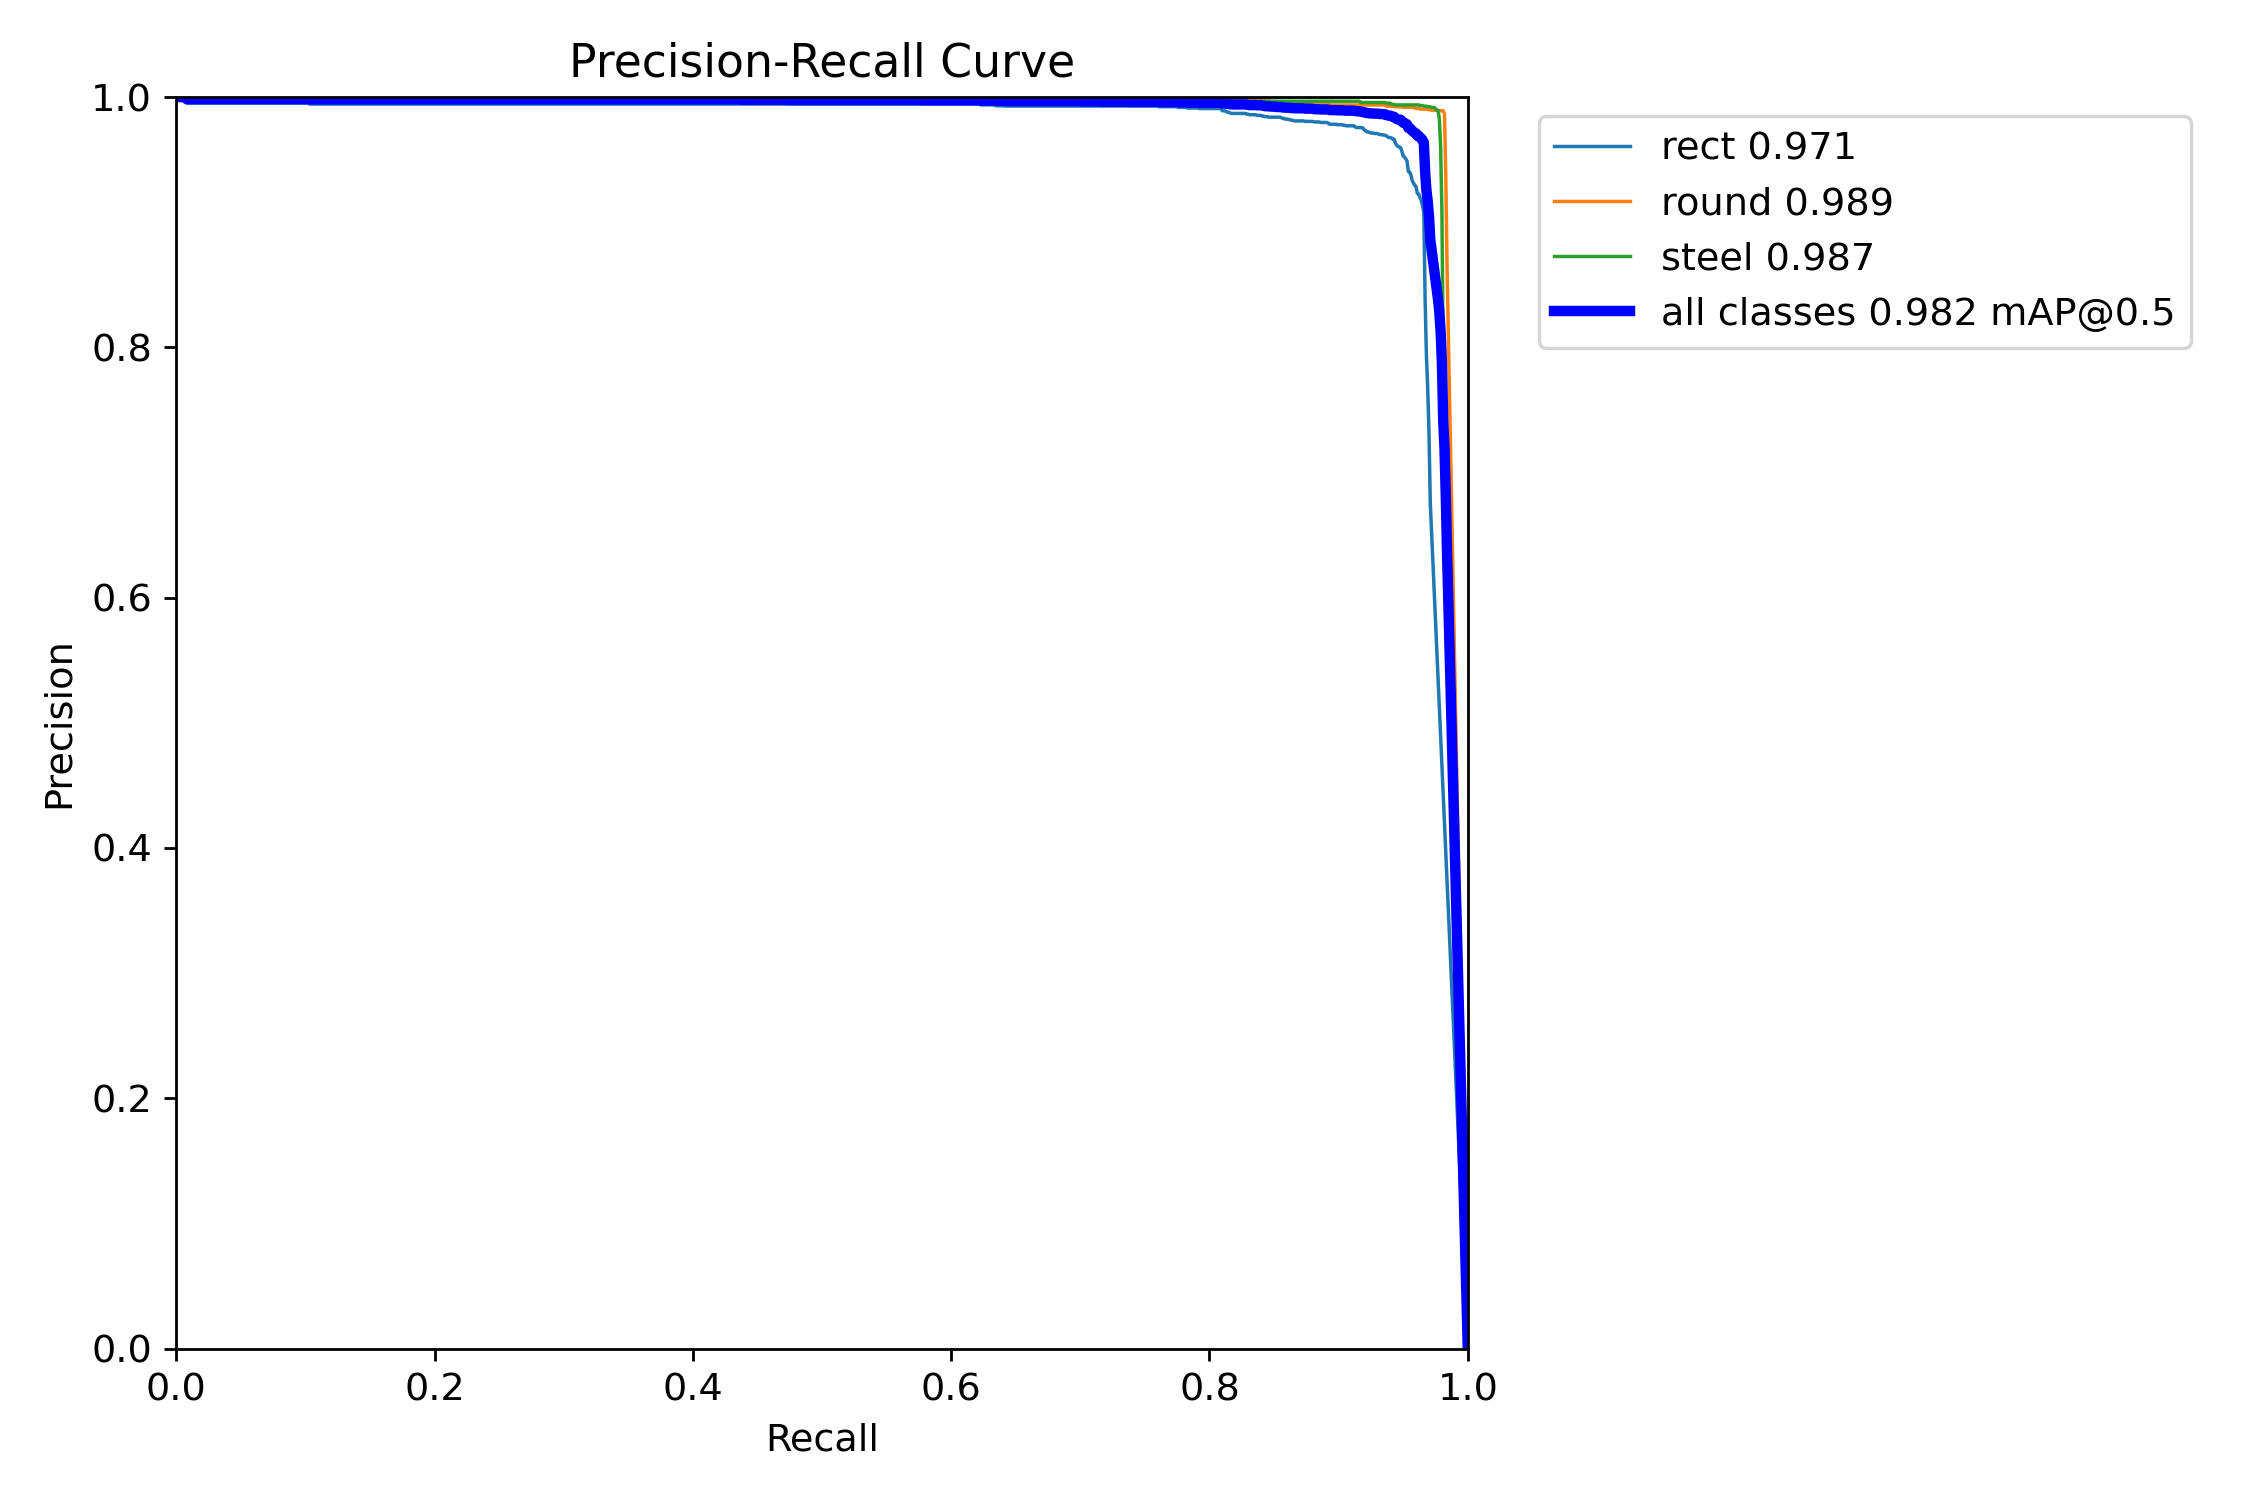 Precision-Recall Curve
1.0
0.8
0.6
0.4
0.2
0.0
Precision
0.0 0.2 0.4 0.6 0.8 1.0
Recall
rect 0.971
round 0.989
steel 0.987
all classes 0.982 mAP@0.5